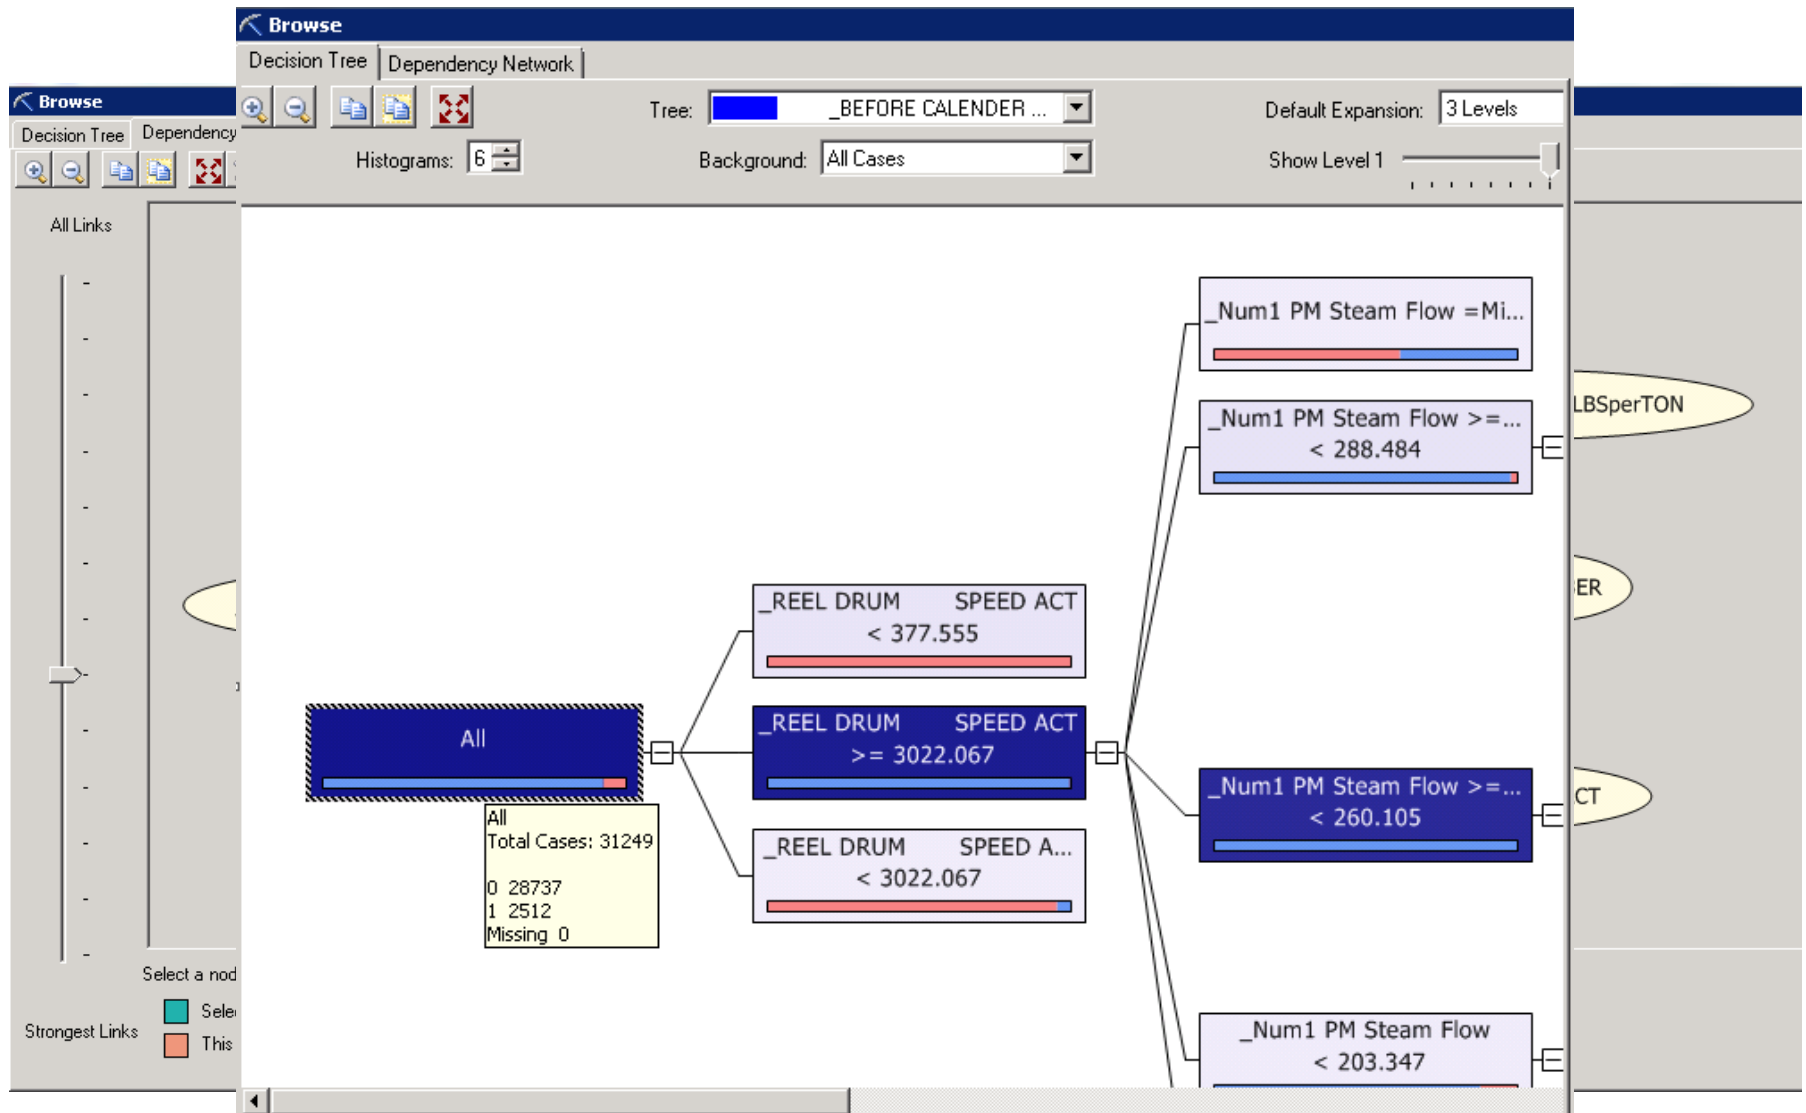 Browse
Decision Tree
Dependency Network
Tree:
_BEFORE CALENDER ...
Default Expansion:
3 Levels
Histograms:
6
Background:
All Cases
Show Level 1
Browse
Decision Tree
Dependency
All Links
Strongest Links
Select a nod
Sele
This
All
All
Total Cases: 31249
0 28737
1 2512
Missing 0
_REEL DRUM SPEED ACT
< 377.555
_REEL DRUM SPEED ACT
>= 3022.067
_REEL DRUM SPEED A...
< 3022.067
_Num1 PM Steam Flow =Mi...
_Num1 PM Steam Flow >=...
< 288.484
_Num1 PM Steam Flow >=...
< 260.105
_Num1 PM Steam Flow
< 203.347
LBSperTON
ER
CT